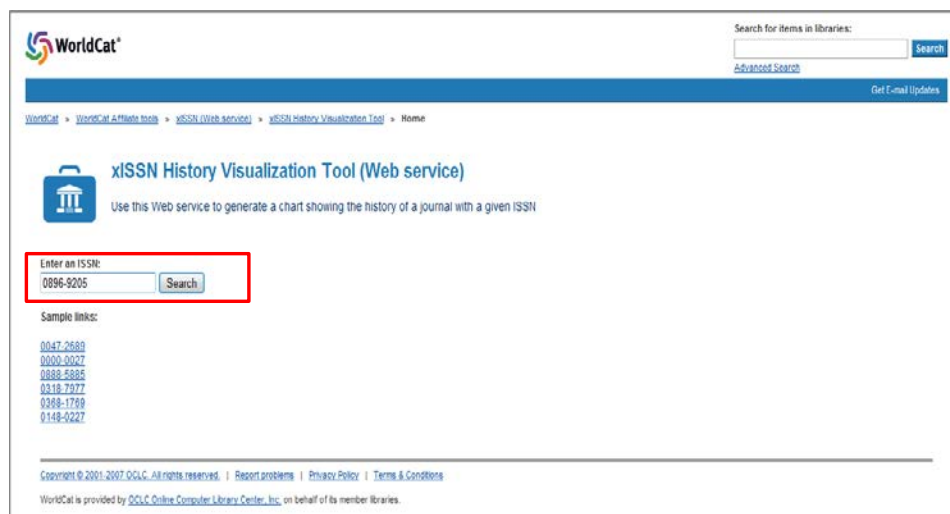 WorldCat®
Search for items in libraries:
Search
Advanced Search
Get E-mail Updates
WorldCat » WorldCat Affiliate tools » xISSN (Web service) » xISSN History Visualization Tool » Home
xISSN History Visualization Tool (Web service)
Use this Web service to generate a chart showing the history of a journal with a given ISSN
Enter an ISSN:
0896-9205 Search
Sample links:
0047-2689
0000-0027
0888-5885
0318-7977
0368-1769
0148-0227
Copyright © 2001-2007 OCLC. All rights reserved. | Report problems | Privacy Policy | Terms & Conditions
WorldCat is provided by OCLC Online Computer Library Center, Inc. on behalf of its member libraries.